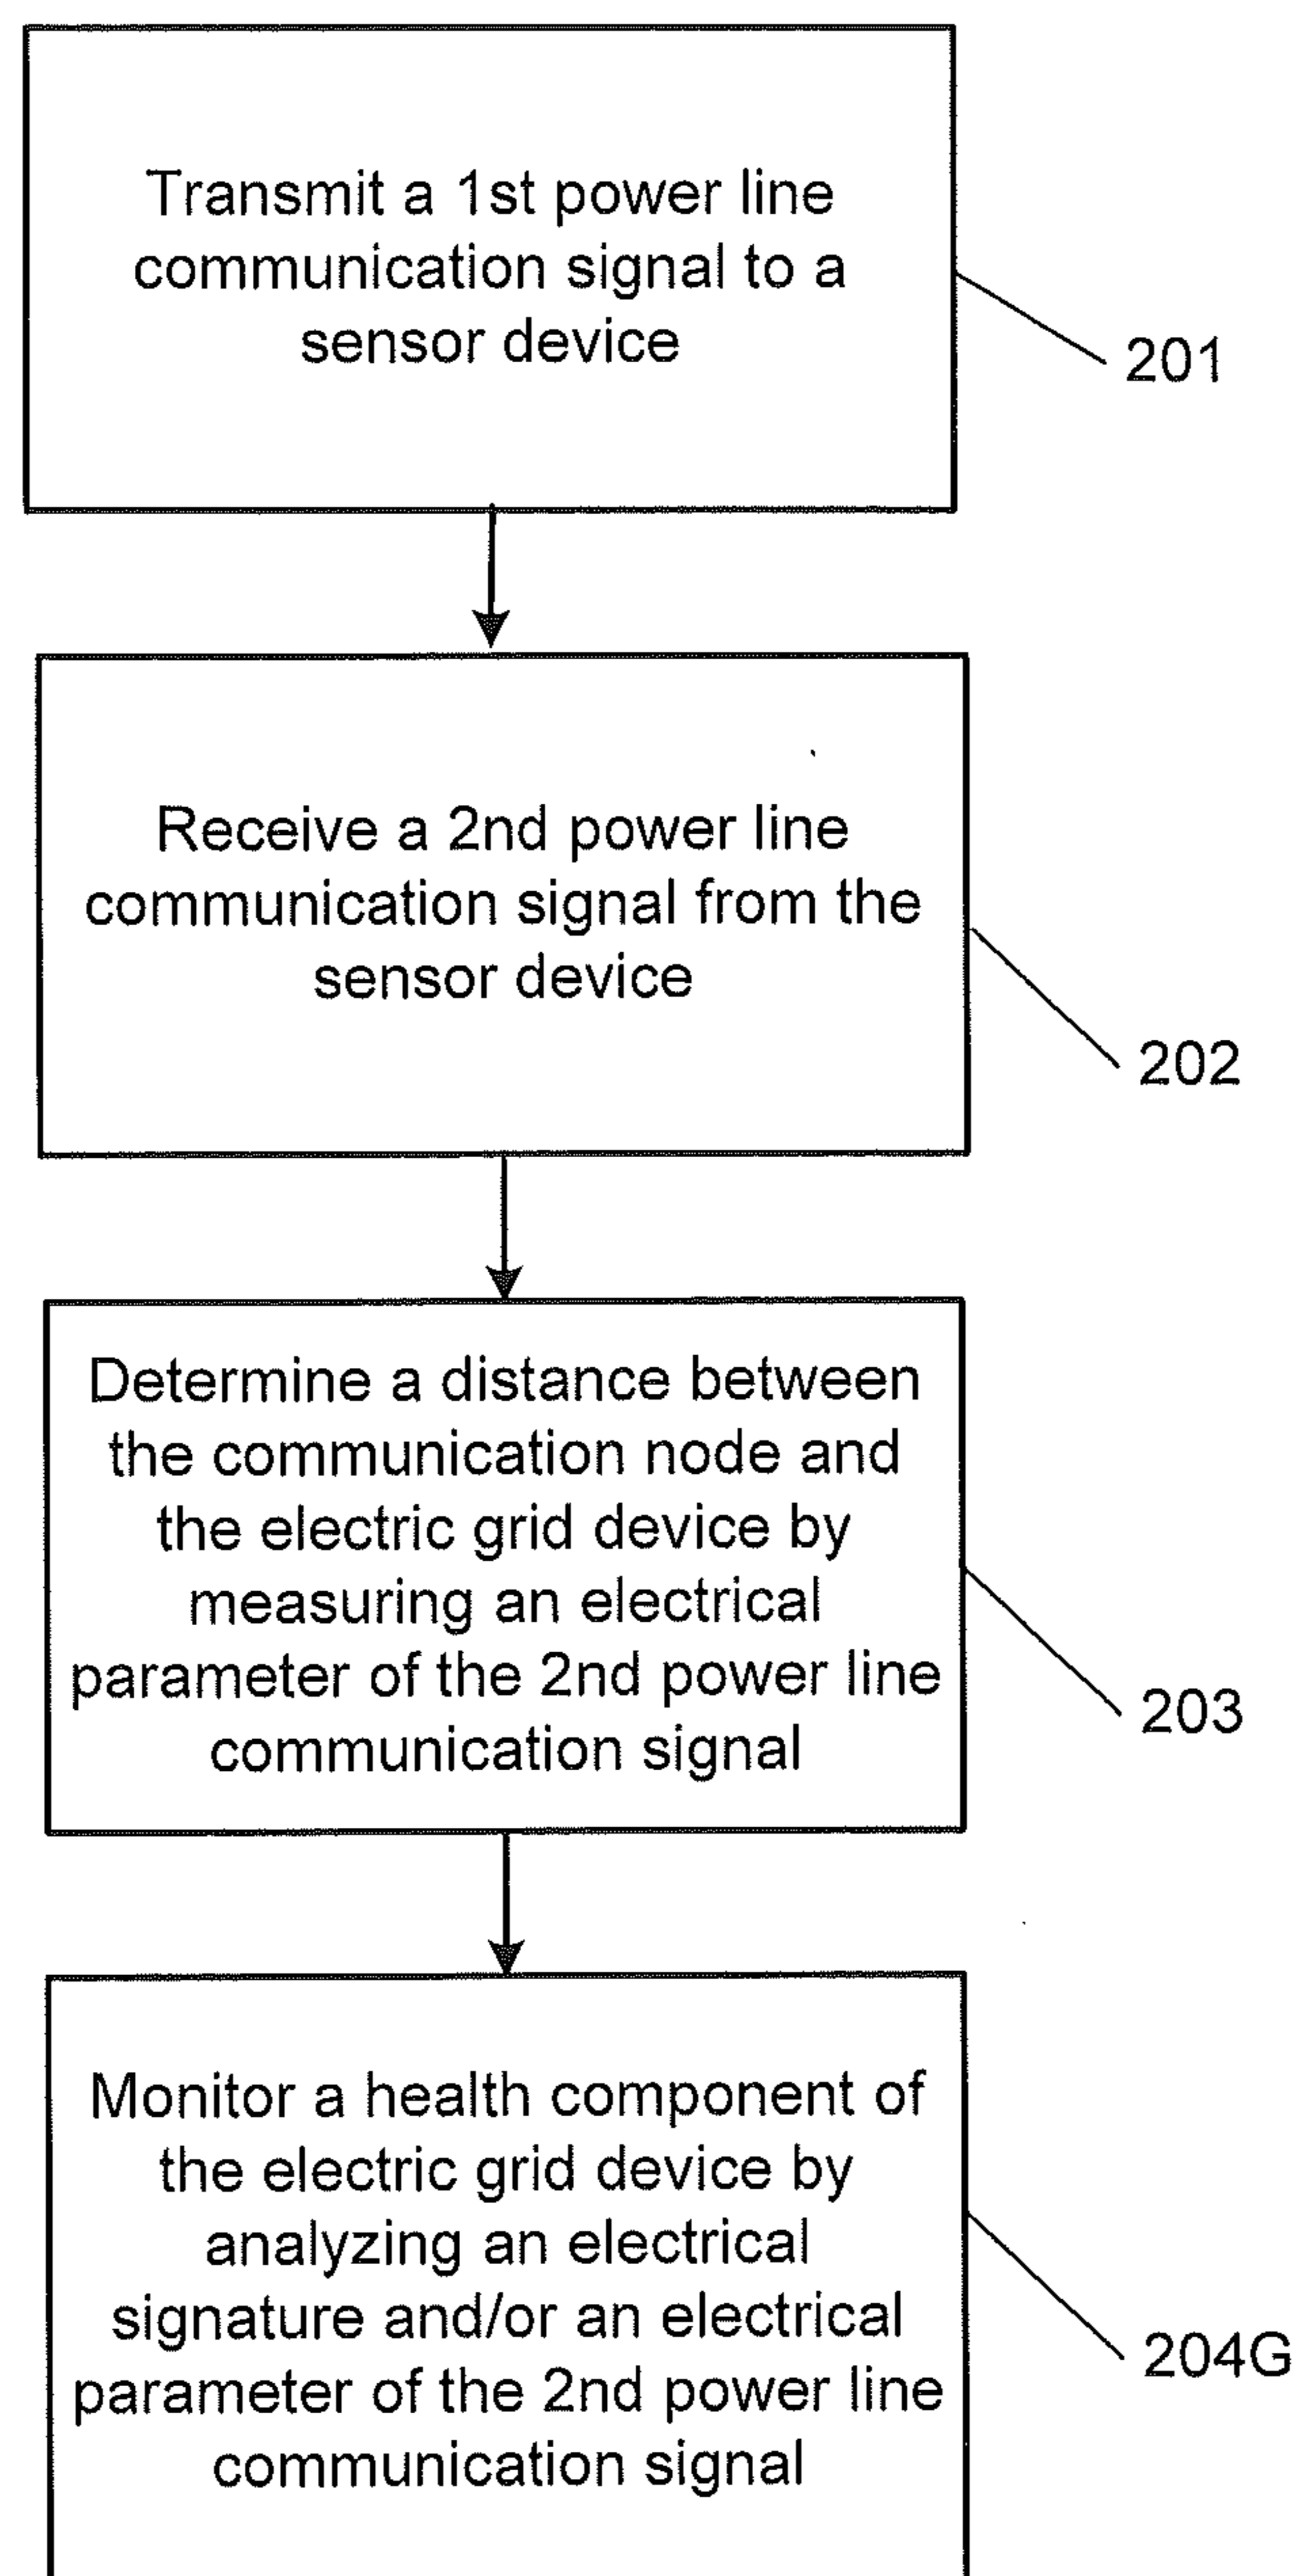 Transmit a 1st power line
communication signal to a
sensor device
201
Receive a 2nd power line
communication signal from the
sensor device
202
Determine a distance between
the communication node and
the electric grid device by
measuring an electrical
parameter of the 2nd power line
communication signal
203
Monitor a health component of
the electric grid device by
analyzing an electrical
signature and/or an electrical
parameter of the 2nd power line
communication signal
204G